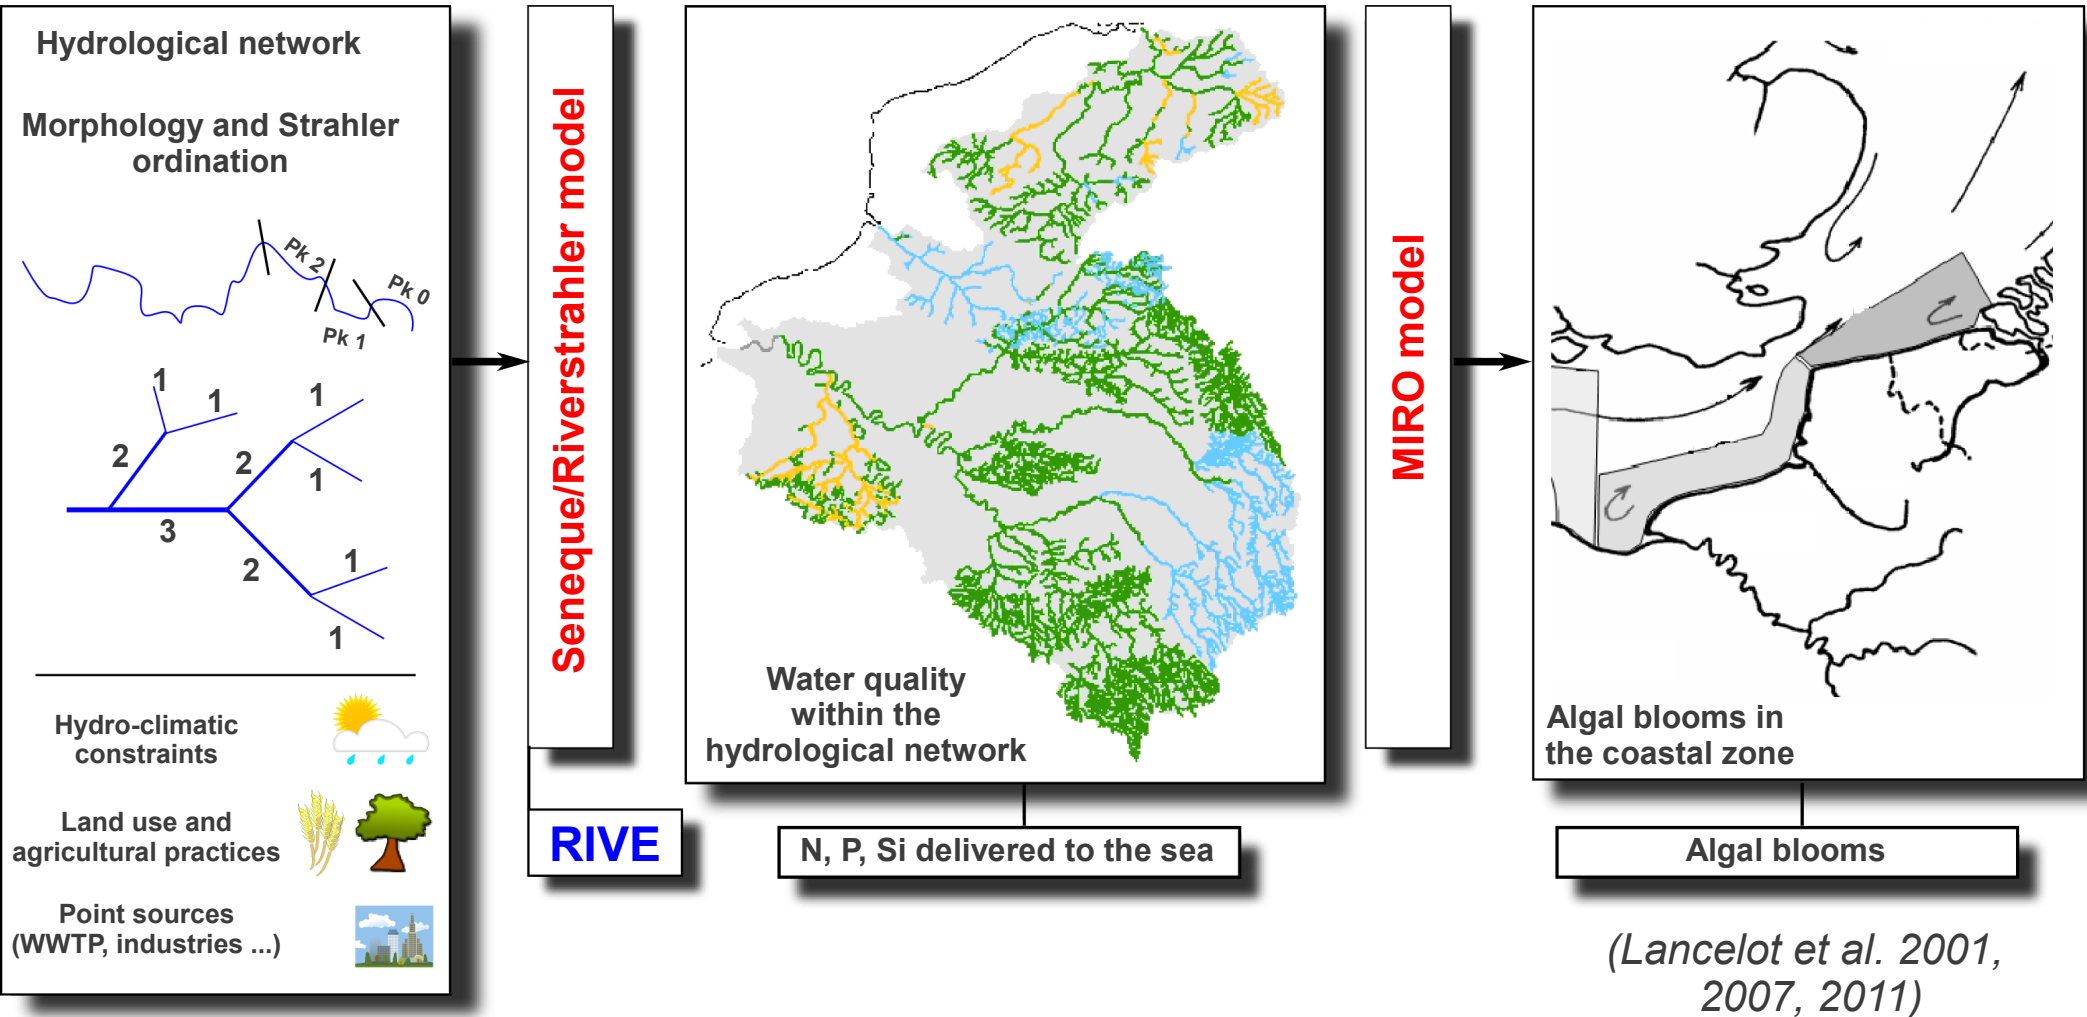 Hydrological network
Morphology and Strahler
ordination
Pk 2
Pk 1
Pk 0
1
1
1
2
2
1
3
2
1
1
Hydro-climatic
constraints
Land use and
agricultural practices
Point sources
(WWTP, industries ...)
Seneque/Riverstrahler model
RIVE
Water quality
within the
hydrological network
N, P, Si delivered to the sea
MIRO model
Algal blooms in
the coastal zone
Algal blooms
(Lancelot et al. 2001,
2007, 2011)